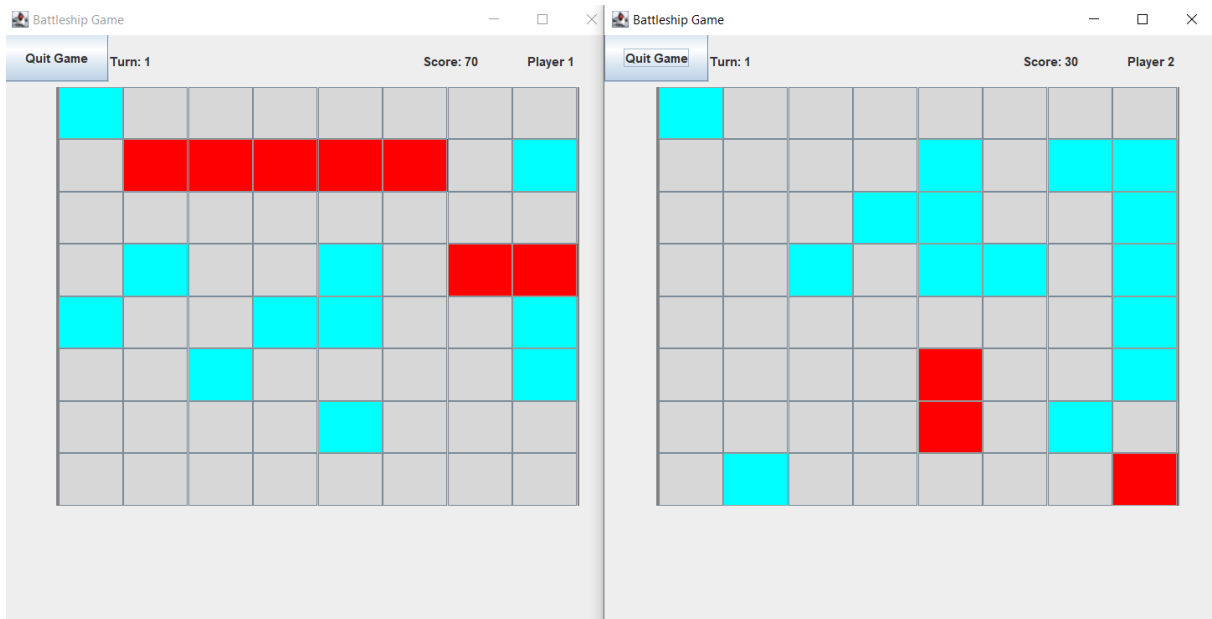 Battleship Game
Quit Game Turn: 1 Score: 70 Player 1
Battleship Game
Quit Game Turn: 1 Score: 30 Player 2